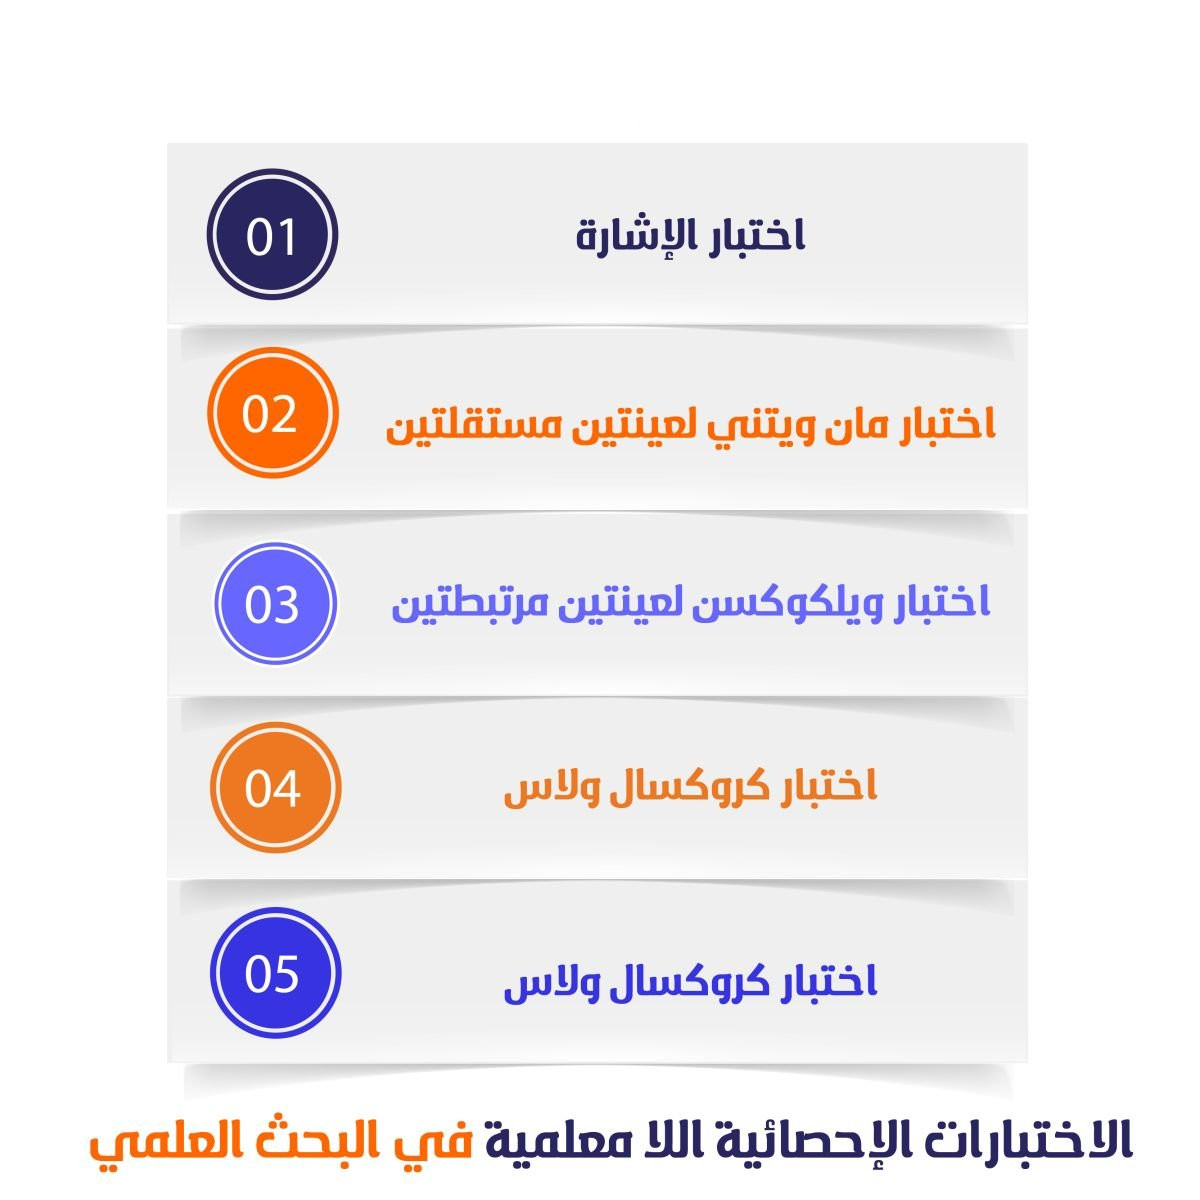 01
اختبار الإشارة
02
اختبار مان ويتني لعينتين مستقلتين
03
اختبار ويلكوكسن لعينتين مرتبطتين
04
اختبار كروكسال ولاس
05
اختبار كروكسال ولاس
الاختبارات الإحصائية اللا معلمية في البحث العلمي